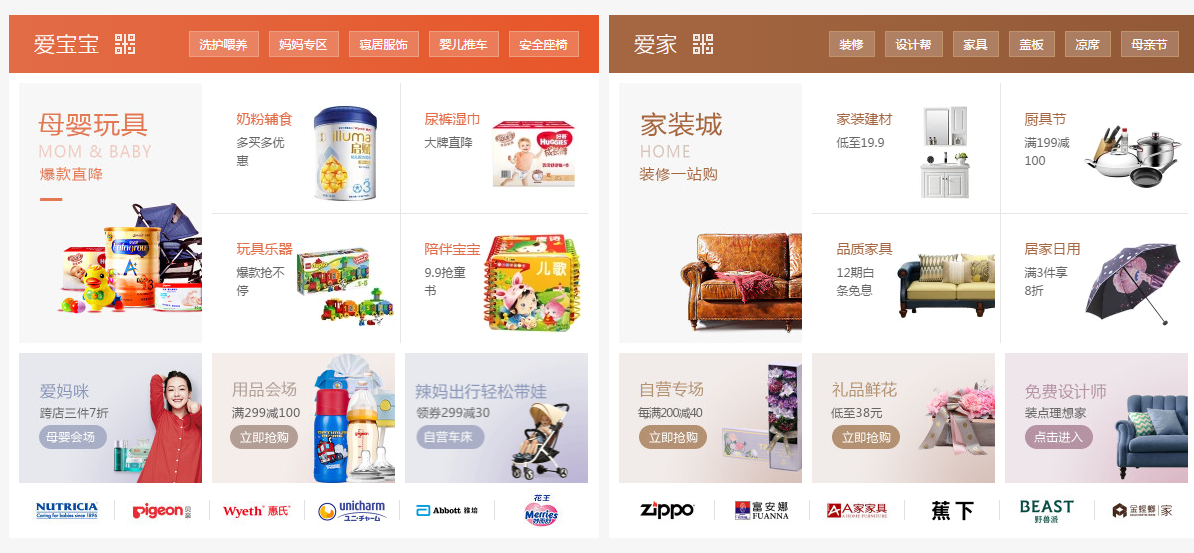 爱宝宝
洗护喂养
妈妈专区
寝居服饰
婴儿推车
安全座椅
母婴玩具
MOM & BABY
爆款直降
奶粉辅食
多买多优
惠
illuma
启赋
3
尿裤湿巾
大牌直降
HUGGIES
玩具乐器
爆款抢不
停
陪伴宝宝
9.9抢童
书
儿歌
A+
爱妈咪
跨店三件7折
母婴会场
用品会场
满299减100
立即抢购
辣妈出行轻松带娃
领券299减30
自营车床
NUTRICIA
Caring for babies since 1896
pigeon
贝亲
Wyeth 惠氏
unicharm
ユニ・チャーム
Abbott 雅培
花王
Merries
妙而舒
爱家
装修
设计帮
家具
盖板
凉席
母亲节
家装城
HOME
装修一站购
家装建材
低至19.9
厨具节
满199减
100
品质家具
12期白
条免息
居家日用
满3件享
8折
自营专场
每满200减40
立即抢购
礼品鲜花
低至38元
立即抢购
免费设计师
装点理想家
点击进入
zippo
富安娜
FUANNA
A家家具
A HOME FURNITURE
蕉下
BEAST
野兽派
金螳螂|家